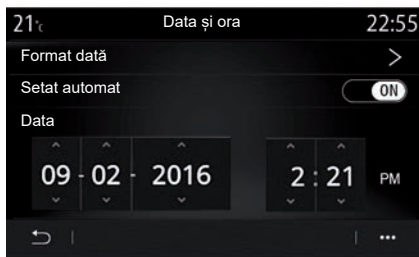 21°c Data și ora 22:55
Format dată >
Setat automat ON
Data
09 - 02 - 2016 2 : 21 PM